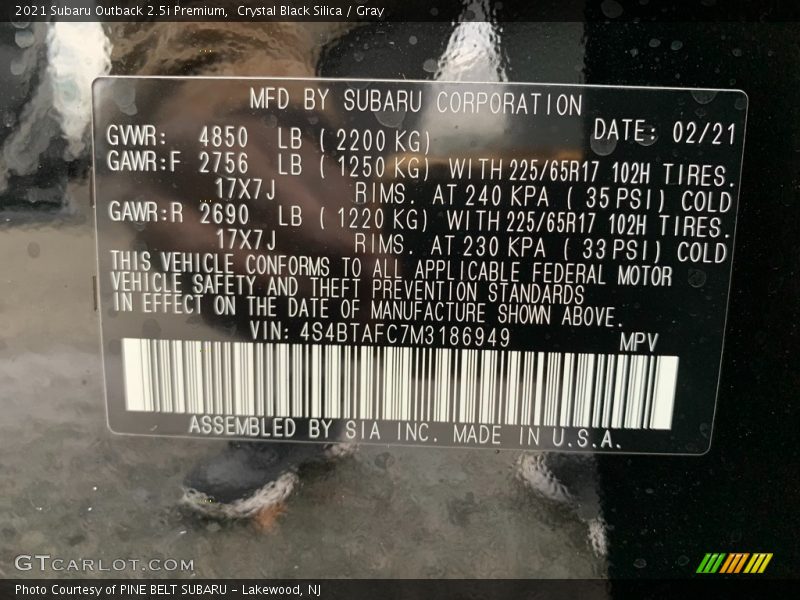 2021 Subaru Outback 2.5i Premium, Crystal Black Silica / Gray
MFD BY SUBARU CORPORATION
DATE: 02/21
GVWR: 4850 LB ( 2200 KG)
GAWR:F 2756 LB ( 1250 KG) WITH 225/65R17 102H TIRES.
17X7J RIMS. AT 240 KPA ( 35 PSI) COLD
GAWR:R 2690 LB ( 1220 KG) WITH 225/65R17 102H TIRES.
17X7J RIMS. AT 230 KPA ( 33 PSI) COLD
THIS VEHICLE CONFORMS TO ALL APPLICABLE FEDERAL MOTOR
VEHICLE SAFETY AND THEFT PREVENTION STANDARDS
IN EFFECT ON THE DATE OF MANUFACTURE SHOWN ABOVE.
VIN: 4S4BTAFC7M3186949 MPV
ASSEMBLED BY SIA INC. MADE IN U.S.A.
GTCARLOT.COM
Photo Courtesy of PINE BELT SUBARU - Lakewood, NJ